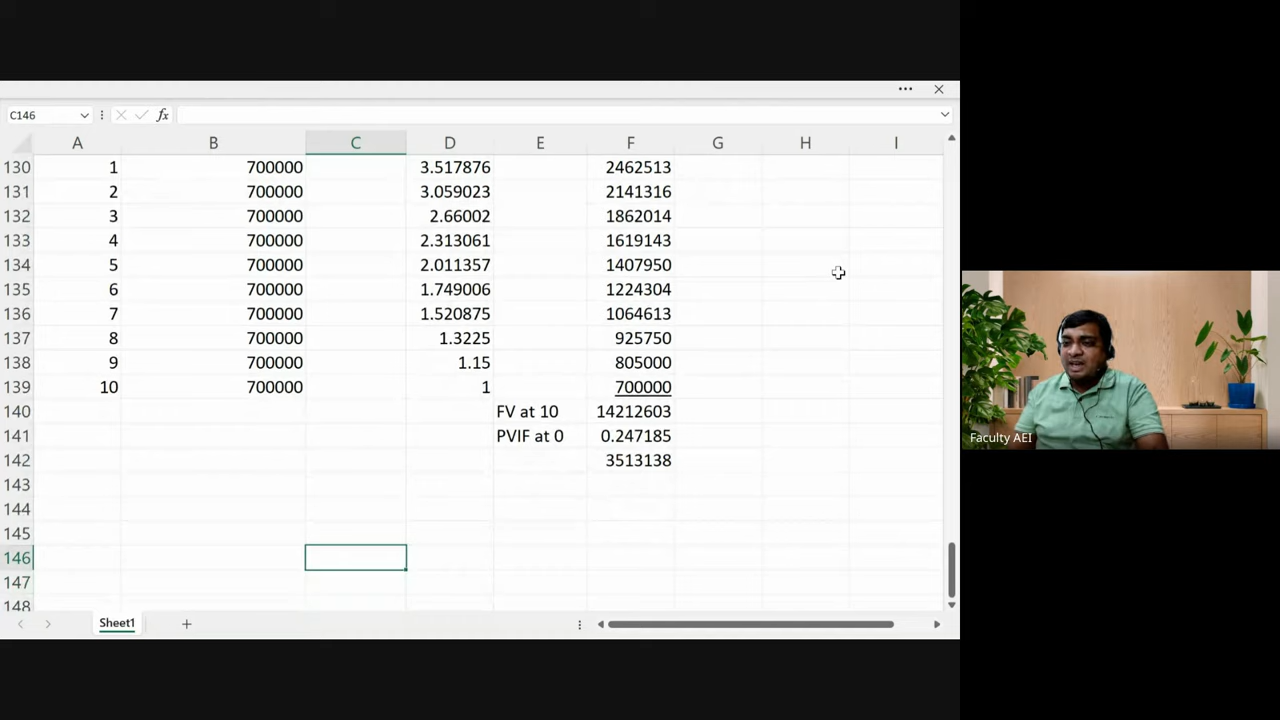 C146
fx
A B C D E F G H I
130 1 700000 3.517876 2462513
131 2 700000 3.059023 2141316
132 3 700000 2.66002 1862014
133 4 700000 2.313061 1619143
134 5 700000 2.011357 1407950
135 6 700000 1.749006 1224304
136 7 700000 1.520875 1064613
137 8 700000 1.3225 925750
138 9 700000 1.15 805000
139 10 700000 1 700000
140 FV at 10 14212603
141 PVIF at 0 0.247185
142 3513138
143
144
145
146
147
148
Sheet1
Faculty AEI